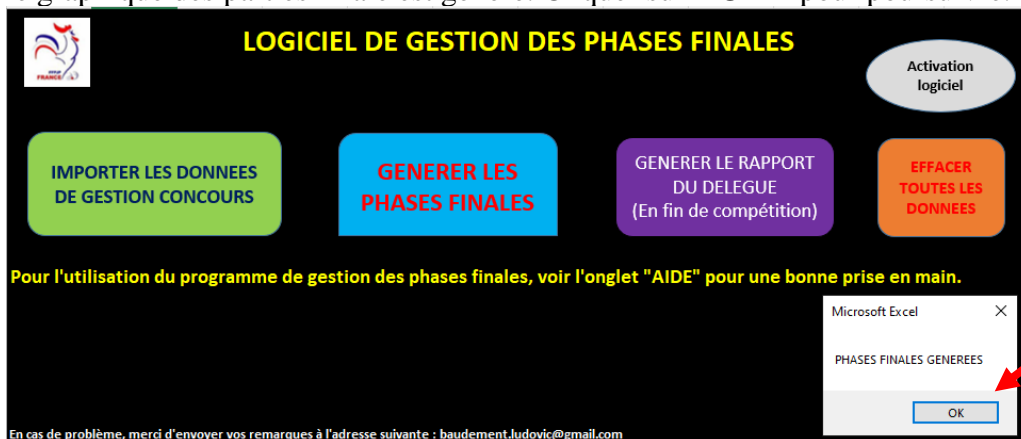 LOGICIEL DE GESTION DES PHASES FINALES
FRANCE
Activation
logiciel
IMPORTER LES DONNEES
DE GESTION CONCOURS
GENERER LES
PHASES FINALES
GENERER LE RAPPORT
DU DELEGUE
(En fin de compétition)
EFFACER
TOUTES LES
DONNEES
Pour l'utilisation du programme de gestion des phases finales, voir l'onglet "AIDE" pour une bonne prise en main.
Microsoft Excel
PHASES FINALES GENEREES
OK
En cas de problème, merci d'envoyer vos remarques à l'adresse suivante : baudement.ludovic@gmail.com